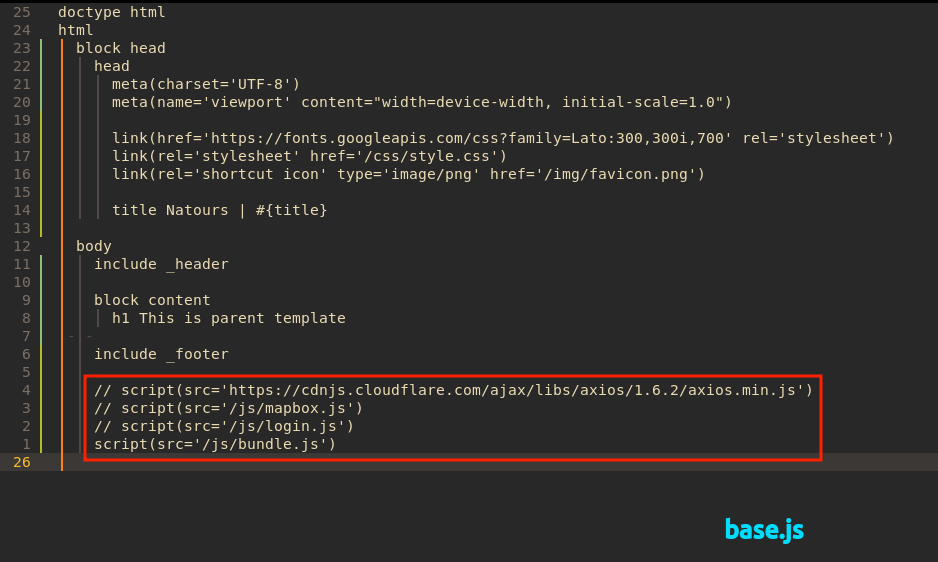 25 doctype html
24 html
23 block head
22 head
21 meta(charset='UTF-8')
20 meta(name='viewport' content="width=device-width, initial-scale=1.0")
19
18 link(href='https://fonts.googleapis.com/css?family=Lato:300,300i,700' rel='stylesheet')
17 link(rel='stylesheet' href='/css/style.css')
16 link(rel='shortcut icon' type='image/png' href='/img/favicon.png')
15
14 title Natours | #{title}
13
12 body
11 include _header
10
9 block content
8 h1 This is parent template
7 - -
6 include _footer
5
4 // script(src='https://cdnjs.cloudflare.com/ajax/libs/axios/1.6.2/axios.min.js')
3 // script(src='/js/mapbox.js')
2 // script(src='/js/login.js')
1 script(src='/js/bundle.js')
26
base.js